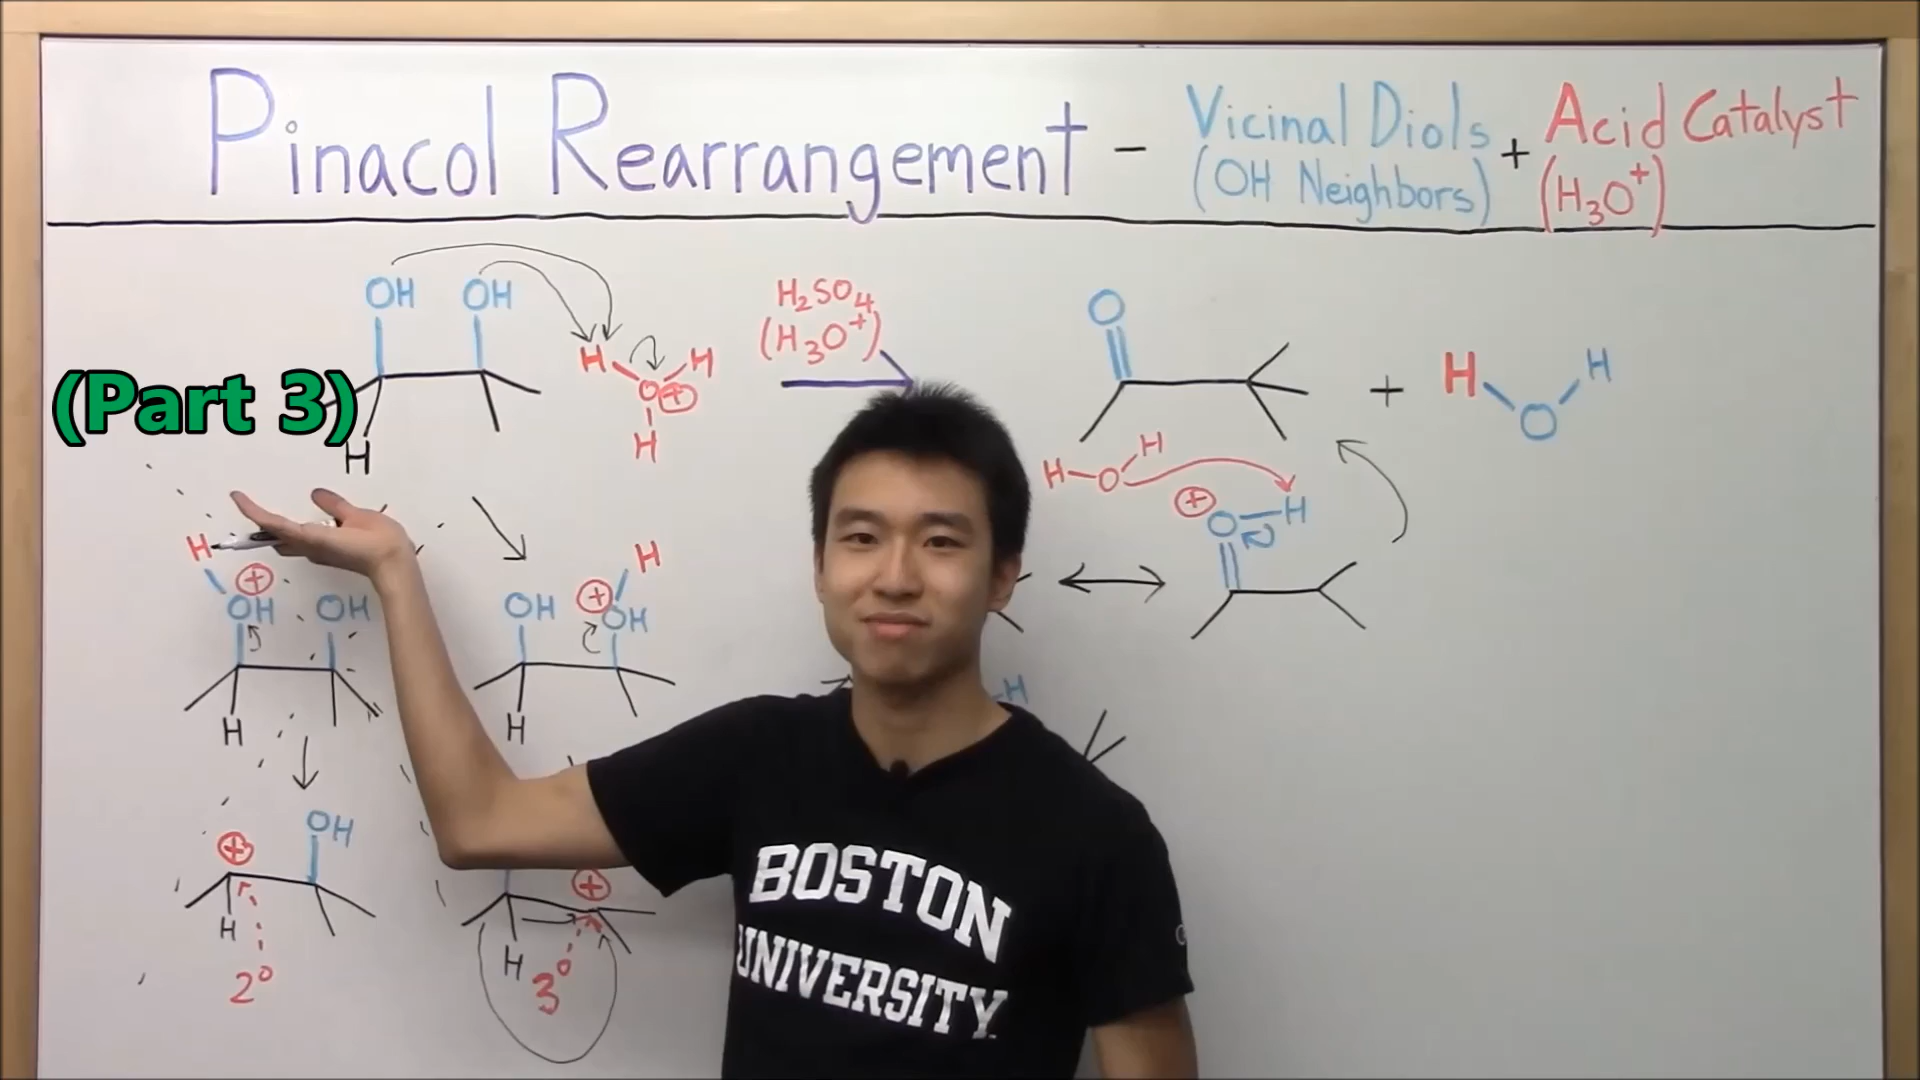 Pinacol Rearrangement - Vicinal Diols + Acid Catalyst
(OH Neighbors) (H₃O⁺)
OH OH
H₂SO₄
(H₃O⁺)
O
H H
O ⊕
H
+
H H
O
(Part 3)
H
H H
O
⊕ O H
H ⊕
OH OH
H
OH ⊕ H
OH
H
H
⊕ OH
H
2°
⊕
H
3°
BOSTON
UNIVERSITY